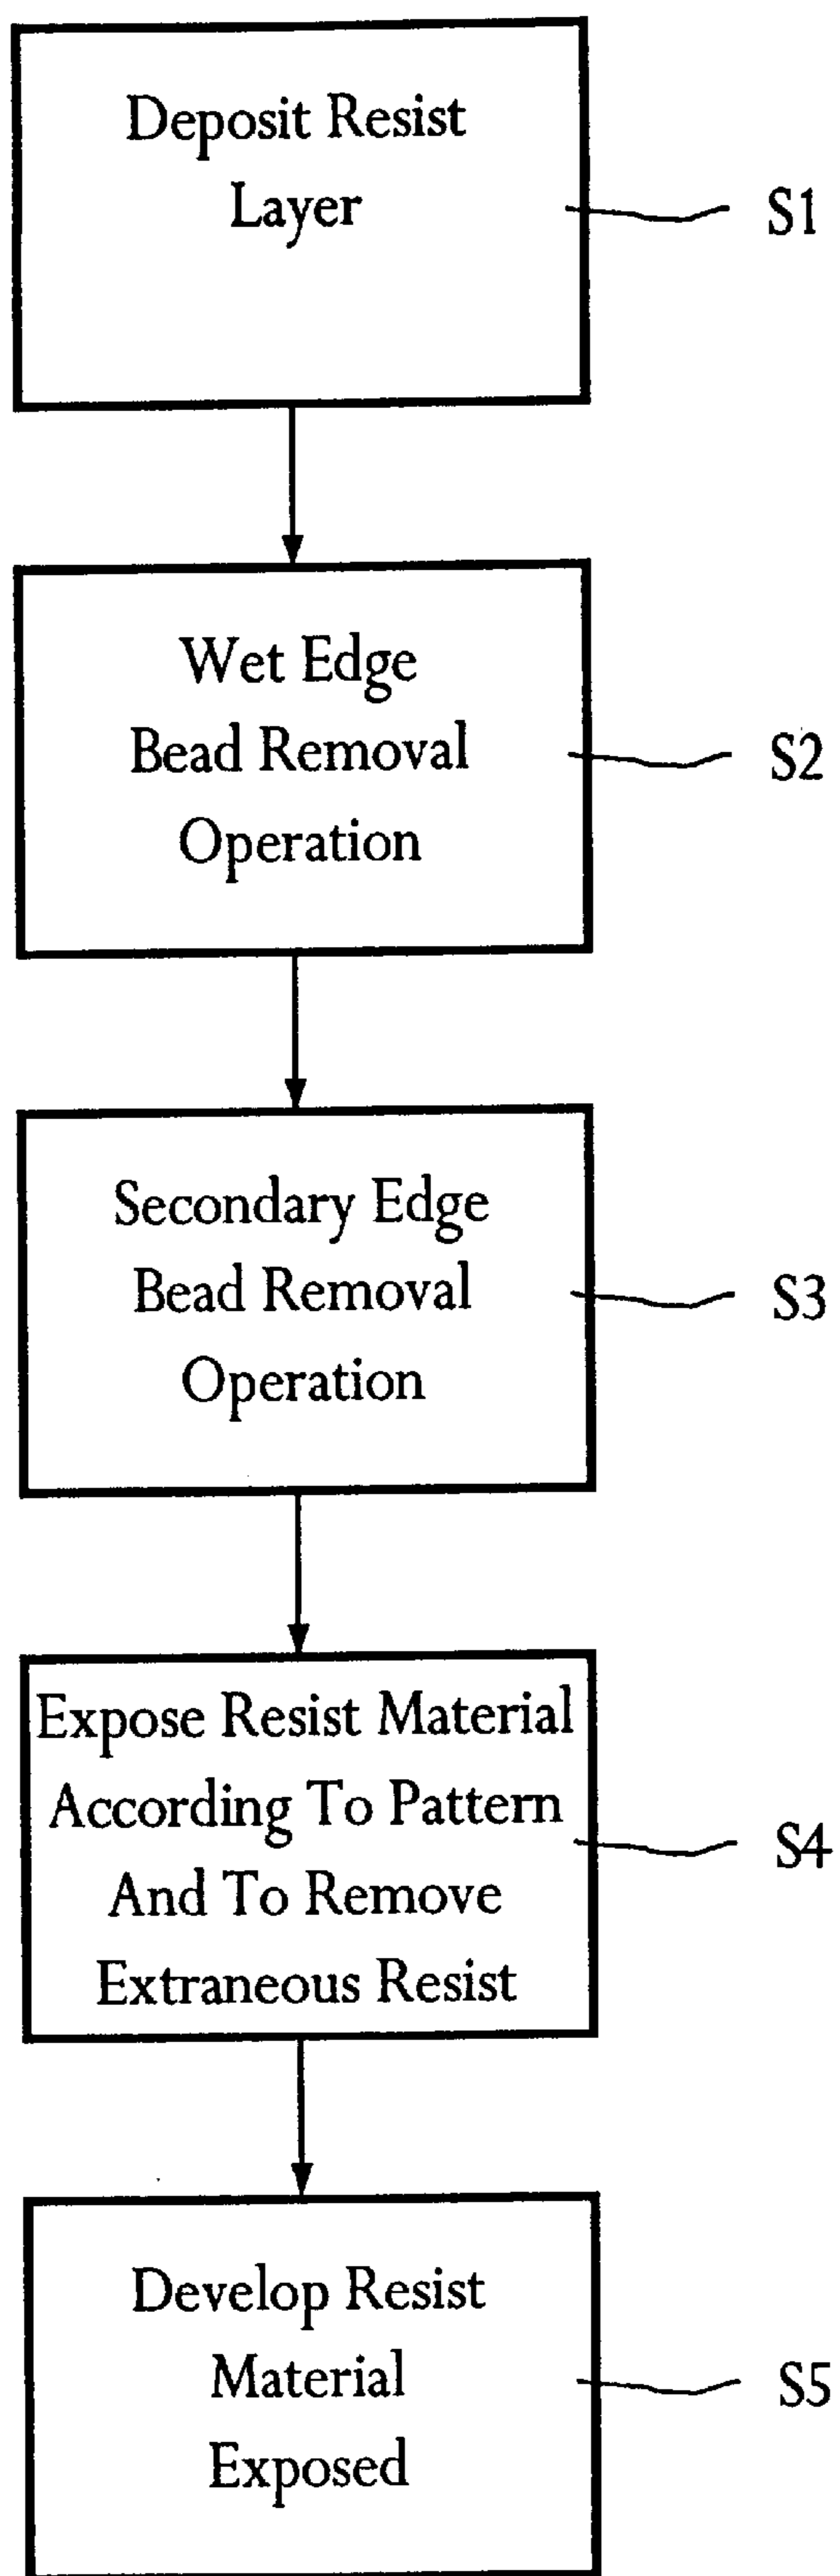 Deposit Resist
Layer
S1
Wet Edge
Bead Removal
Operation
S2
Secondary Edge
Bead Removal
Operation
S3
Expose Resist Material
According To Pattern
And To Remove
Extraneous Resist
S4
Develop Resist
Material
Exposed
S5